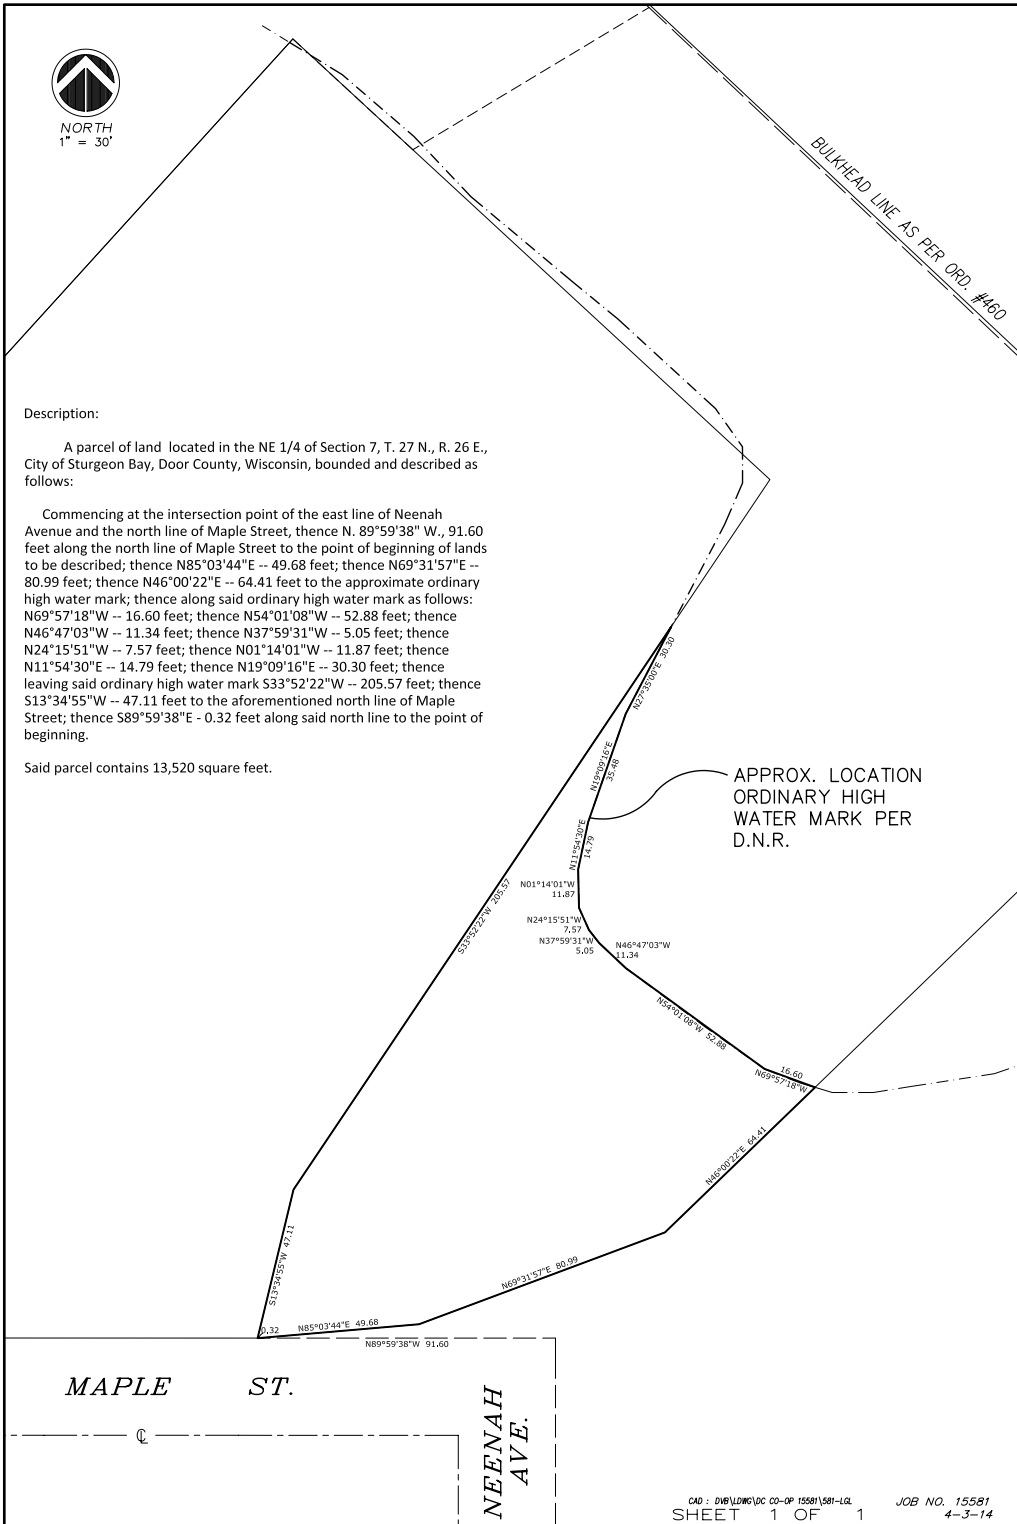 NORTH
1" = 30'
BULKHEAD LINE AS PER ORD. #460
Description:
A parcel of land located in the NE 1/4 of Section 7, T. 27 N., R. 26 E.,
City of Sturgeon Bay, Door County, Wisconsin, bounded and described as
follows:
Commencing at the intersection point of the east line of Neenah
Avenue and the north line of Maple Street, thence N. 89°59'38" W., 91.60
feet along the north line of Maple Street to the point of beginning of lands
to be described; thence N85°03'44"E -- 49.68 feet; thence N69°31'57"E --
80.99 feet; thence N46°00'22"E -- 64.41 feet to the approximate ordinary
high water mark; thence along said ordinary high water mark as follows:
N69°57'18"W -- 16.60 feet; thence N54°01'08"W -- 52.88 feet; thence
N46°47'03"W -- 11.34 feet; thence N37°59'31"W -- 5.05 feet; thence
N24°15'51"W -- 7.57 feet; thence N01°14'01"W -- 11.87 feet; thence
N11°54'30"E -- 14.79 feet; thence N19°09'16"E -- 30.30 feet; thence
leaving said ordinary high water mark S33°52'22"W -- 205.57 feet; thence
S13°34'55"W -- 47.11 feet to the aforementioned north line of Maple
Street; thence S89°59'38"E - 0.32 feet along said north line to the point of
beginning.
Said parcel contains 13,520 square feet.
N27°35'00"E 30.30
N19°09'16"E
35.48
APPROX. LOCATION
ORDINARY HIGH
WATER MARK PER
D.N.R.
N11°54'30"E
14.79
N01°14'01"W
11.87
S33°52'22"W 205.57
N24°15'51"W
7.57
N37°59'31"W
5.05
N46°47'03"W
11.34
N54°01'08"W 52.88
16.60
N69°57'18"W
N46°00'22"E 64.41
S13°34'55"W 47.11
N69°31'57"E 80.99
0.32
N85°03'44"E 49.68
N89°59'38"W 91.60
MAPLE ST.
℄
NEENAH
AVE.
CAD : DVB\LDWG\DC CO-OP 15581\581-LGL
JOB NO. 15581
SHEET 1 OF 1
4-3-14